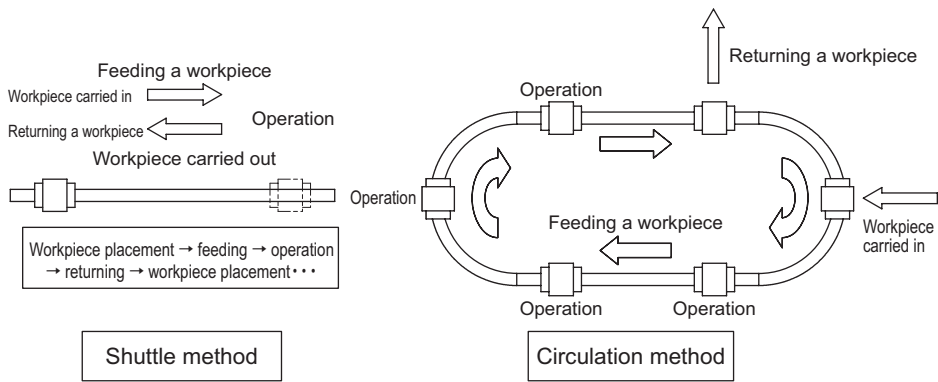 Feeding a workpiece
Workpiece carried in
Returning a workpiece
Operation
Workpiece carried out
Workpiece placement → feeding → operation
→ returning → workpiece placement・・・
Shuttle method
Returning a workpiece
Operation
Operation
Feeding a workpiece
Workpiece
carried in
Operation
Operation
Circulation method